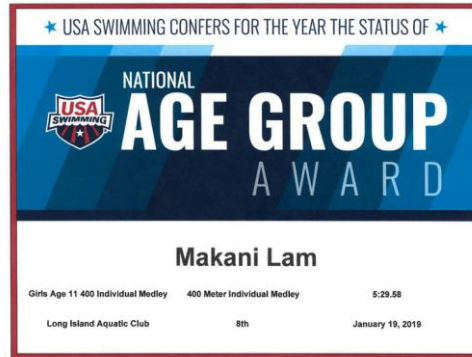 ★ USA SWIMMING CONFERS FOR THE YEAR THE STATUS OF ★
NATIONAL
USA
SWIMMING
AGE GROUP
AWARD
Makani Lam
Girls Age 11 400 Individual Medley 400 Meter Individual Medley 5:29.58
Long Island Aquatic Club 8th January 19, 2019